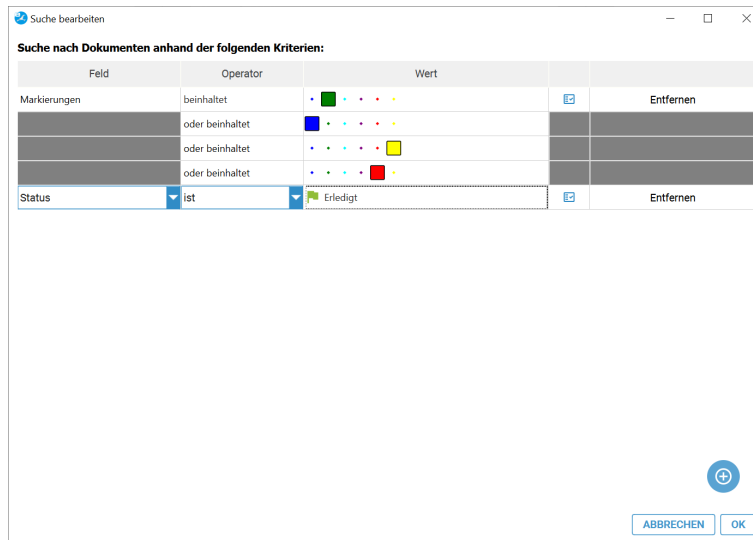 Suche bearbeiten
Suche nach Dokumenten anhand der folgenden Kriterien:
Feld Operator Wert
Markierungen beinhaltet Entfernen
oder beinhaltet
oder beinhaltet
oder beinhaltet
Status ist Erledigt Entfernen
ABBRECHEN OK